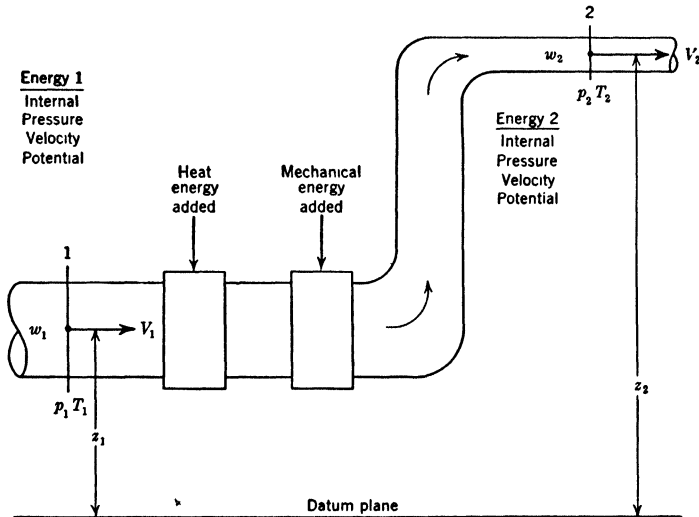 2
w₂
V₂
p₂ T₂
Energy 1
Internal
Pressure
Velocity
Potential
Energy 2
Internal
Pressure
Velocity
Potential
Heat
energy
added
Mechanical
energy
added
1
w₁
V₁
p₁ T₁
z₁
z₂
Datum plane